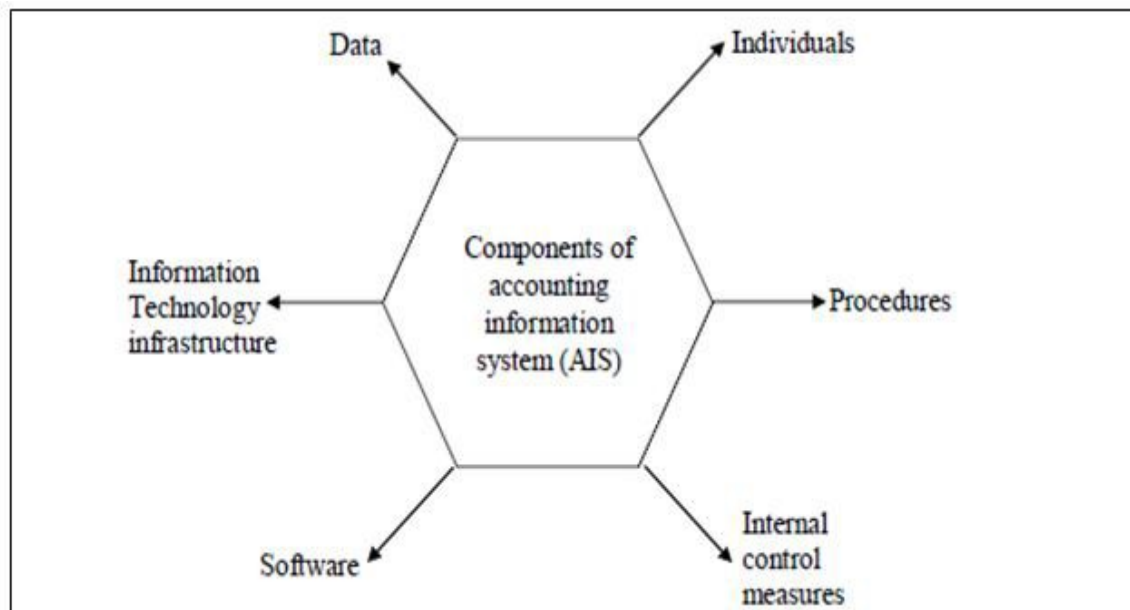 Data
Individuals
Components of
accounting
information
system (AIS)
Information
Technology
infrastructure
Procedures
Software
Internal
control
measures